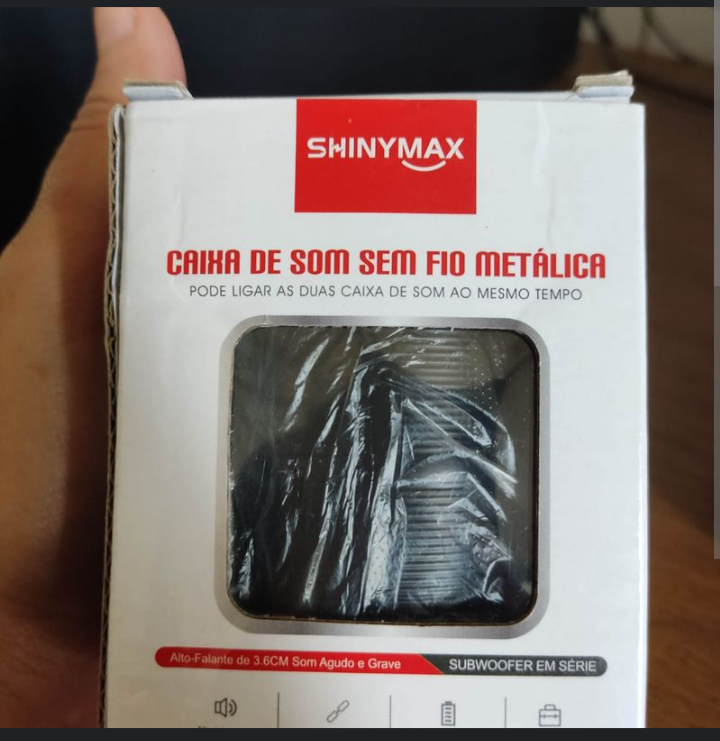 SHINYMAX
CAIXA DE SOM SEM FIO METÁLICA
PODE LIGAR AS DUAS CAIXA DE SOM AO MESMO TEMPO
Alto-Falante de 3.6CM Som Agudo e Grave
SUBWOOFER EM SÉRIE